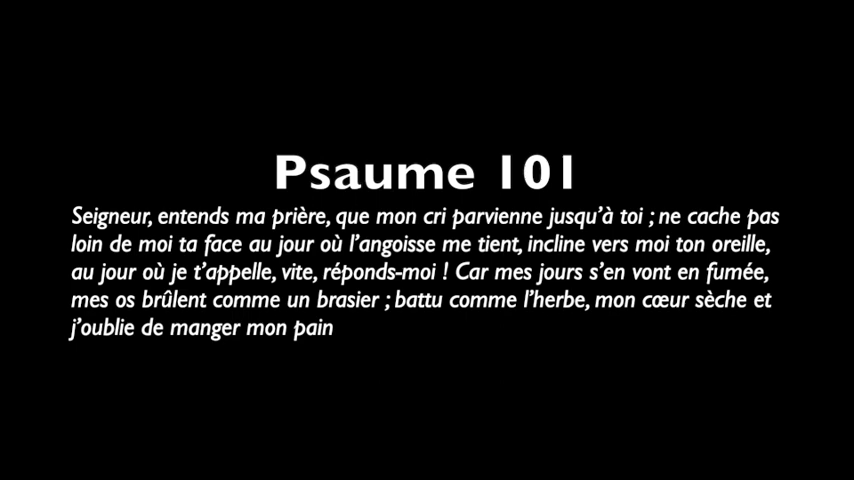 Psaume 101
Seigneur, entends ma prière, que mon cri parvienne jusqu’à toi ; ne cache pas
loin de moi ta face au jour où l’angoisse me tient, incline vers moi ton oreille,
au jour où je t’appelle, vite, réponds-moi ! Car mes jours s’en vont en fumée,
mes os brûlent comme un brasier ; battu comme l’herbe, mon cœur sèche et
j’oublie de manger mon pain